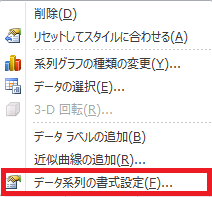 削除(D)
リセットしてスタイルに合わせる(A)
系列グラフの種類の変更(Y)...
データの選択(E)...
3-D 回転(R)...
データ ラベルの追加(B)
近似曲線の追加(R)...
データ系列の書式設定(F)...